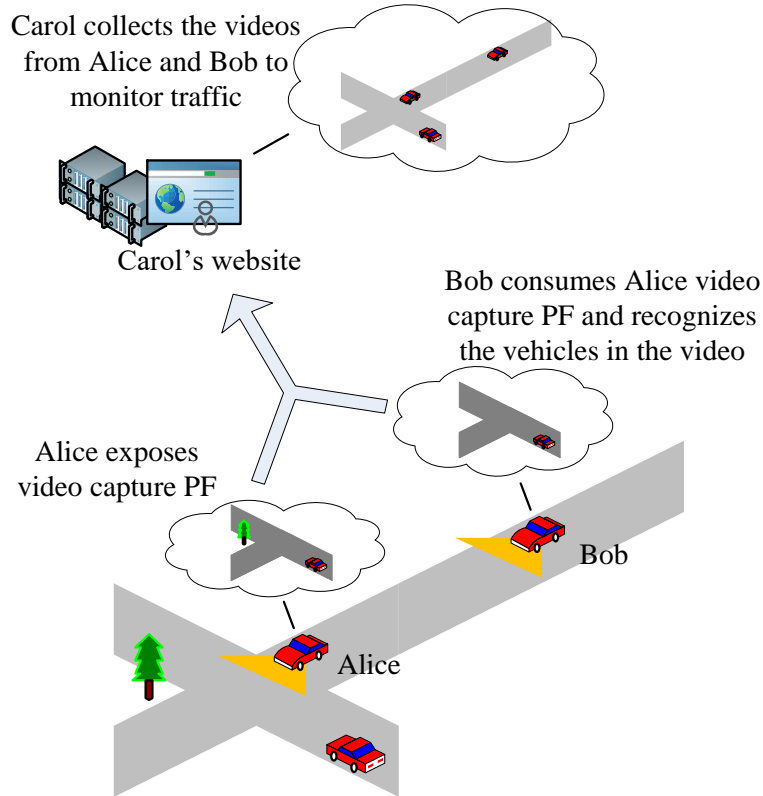 Carol collects the videos
from Alice and Bob to
monitor traffic
Carol's website
Bob consumes Alice video
capture PF and recognizes
the vehicles in the video
Alice exposes
video capture PF
Bob
Alice